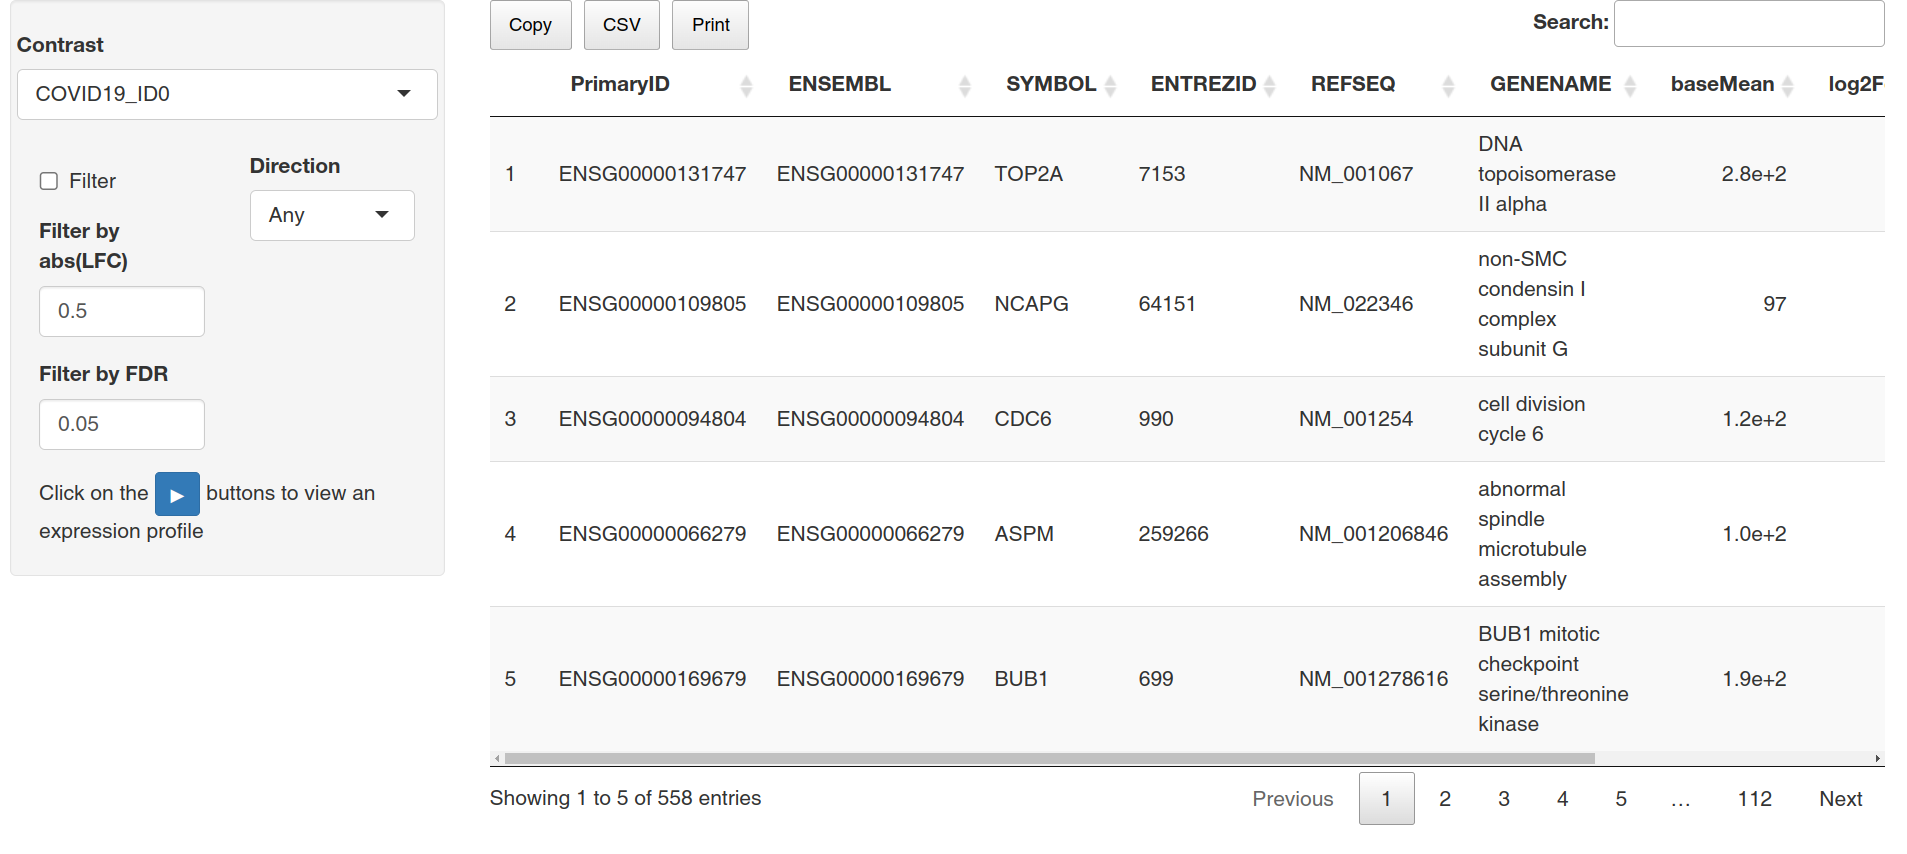 Contrast
COVID19_ID0
Filter
Direction
Any
Filter by
abs(LFC)
0.5
Filter by FDR
0.05
Click on the ▶ buttons to view an
expression profile
Copy CSV Print Search:
PrimaryID ENSEMBL SYMBOL ENTREZID REFSEQ GENENAME baseMean log2F
1 ENSG00000131747 ENSG00000131747 TOP2A 7153 NM_001067 DNA
topoisomerase
II alpha 2.8e+2
2 ENSG00000109805 ENSG00000109805 NCAPG 64151 NM_022346 non-SMC
condensin I
complex
subunit G 97
3 ENSG00000094804 ENSG00000094804 CDC6 990 NM_001254 cell division
cycle 6 1.2e+2
4 ENSG00000066279 ENSG00000066279 ASPM 259266 NM_001206846 abnormal
spindle
microtubule
assembly 1.0e+2
5 ENSG00000169679 ENSG00000169679 BUB1 699 NM_001278616 BUB1 mitotic
checkpoint
serine/threonine
kinase 1.9e+2
Showing 1 to 5 of 558 entries
Previous 1 2 3 4 5 … 112 Next